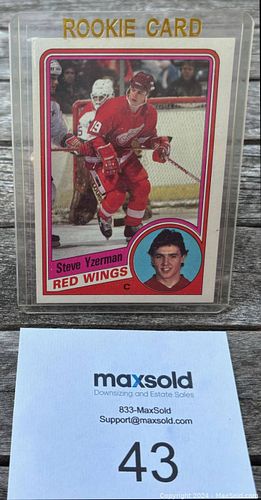 ROOKIE CARD
19
Steve Yzerman
RED WINGS
C
maxsold
Downsizing and Estate Sales
833-MaxSold
Support@maxsold.com
43
Copyright 2024 - MaxSold.com